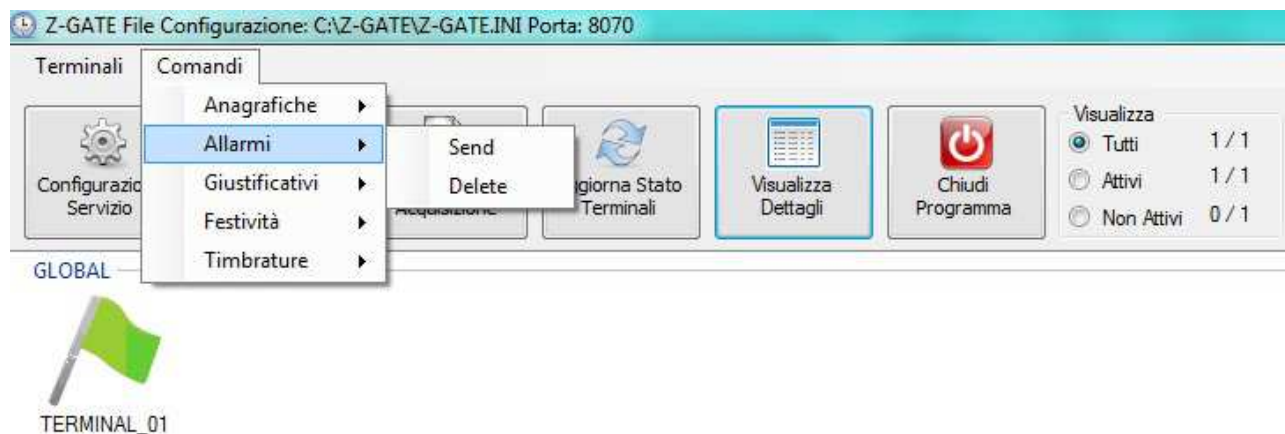 Z-GATE File Configurazione: C:\Z-GATE\Z-GATE.INI Porta: 8070
Terminali Comandi
Anagrafiche
Allarmi
Giustificativi
Festività
Timbrature
Send
Delete
Servizio
Stato
Terminali
Visualizza
Dettagli
Chiudi
Programma
Visualizza
Tutti 1 / 1
Attivi 1 / 1
Non Attivi 0 / 1
GLOBAL
TERMINAL_01